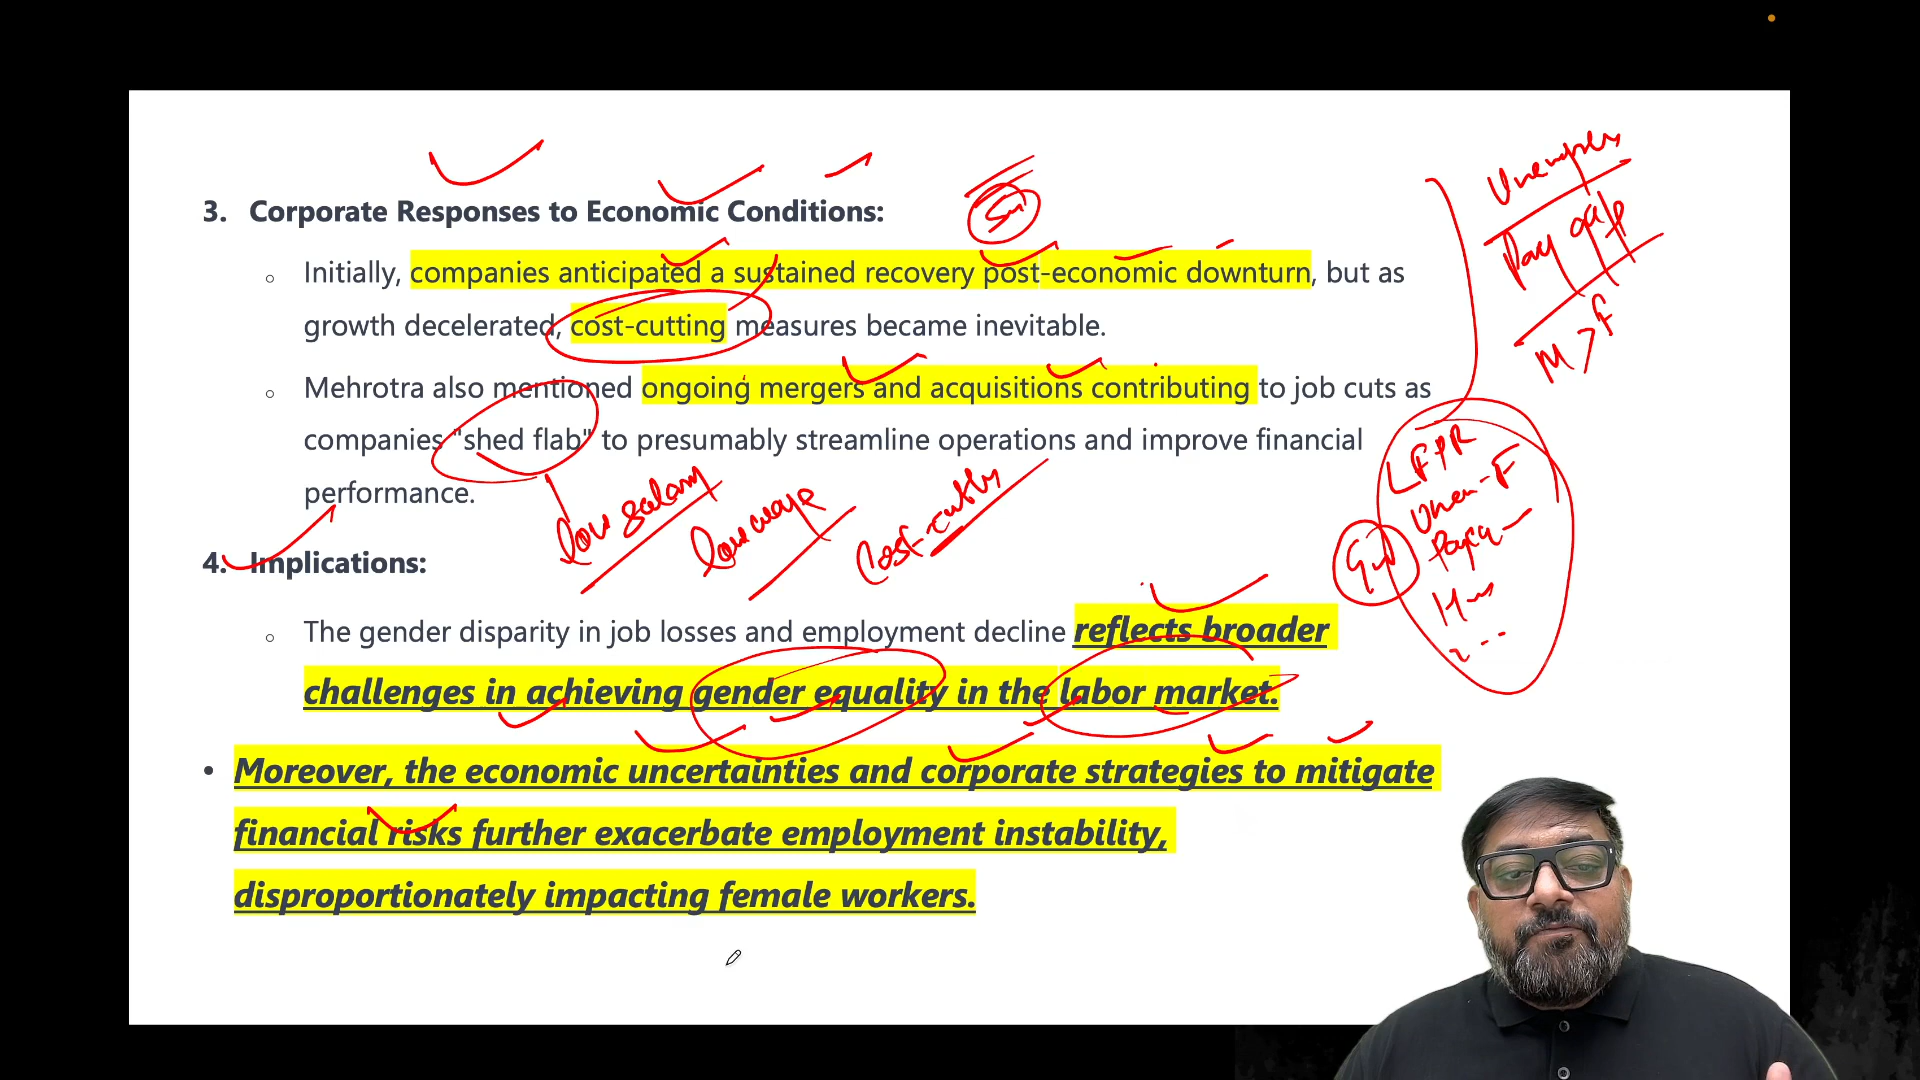 3. Corporate Responses to Economic Conditions:
Initially, companies anticipated a sustained recovery post-economic downturn, but as
growth decelerated, cost-cutting measures became inevitable.
Mehrotra also mentioned ongoing mergers and acquisitions contributing to job cuts as
companies "shed flab" to presumably streamline operations and improve financial
performance.
low salary
low wage
Cost-cutting
4. Implications:
The gender disparity in job losses and employment decline reflects broader
challenges in achieving gender equality in the labor market.
• Moreover, the economic uncertainties and corporate strategies to mitigate
financial risks further exacerbate employment instability,
disproportionately impacting female workers.
Pay gap
M > F
LFPR
Unem-F